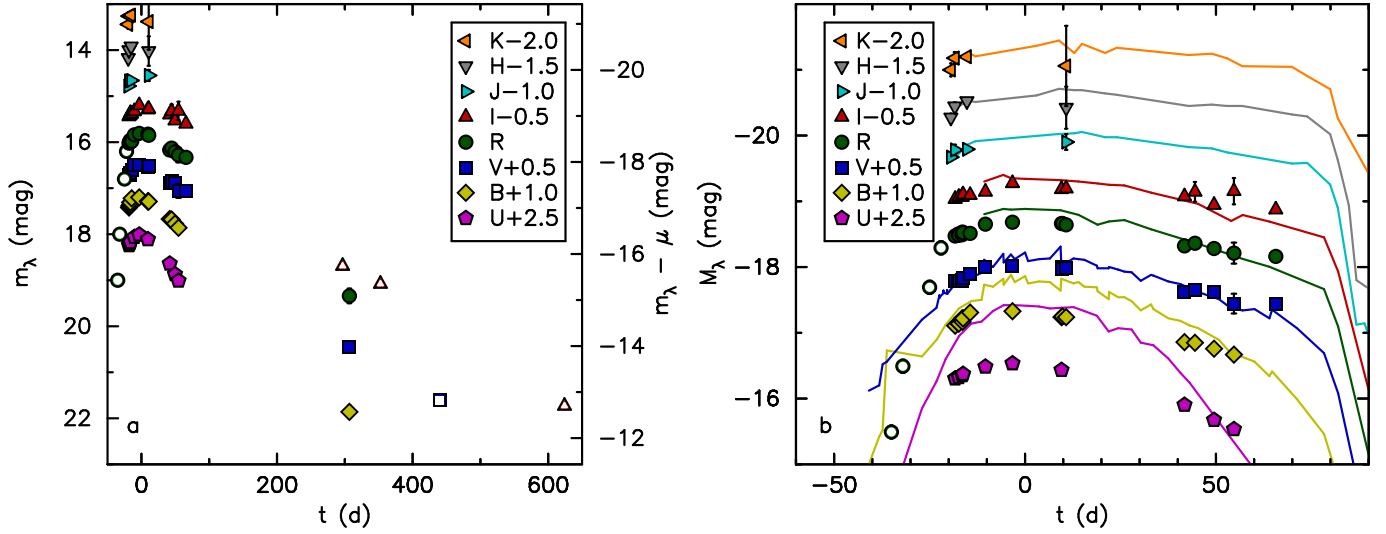 K−2.0
H−1.5
J−1.0
I−0.5
R
V+0.5
B+1.0
U+2.5
14
16
18
20
22
m_λ (mag)
−20
−18
−16
−14
−12
m_λ − μ (mag)
a
0 200 400 600
t (d)
K−2.0
H−1.5
J−1.0
I−0.5
R
V+0.5
B+1.0
U+2.5
−20
−18
−16
M_λ (mag)
b
−50 0 50
t (d)